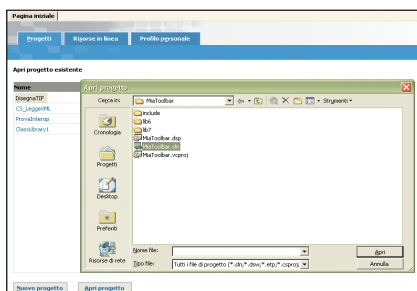 Pagina iniziale
Progetti
Risorse in linea
Profilo personale
Apri progetto esistente
Nome
DisegnaTIF
CS_LeggeXML
ProvaInterop
ClassLibrary1
Apri progetto
Cerca in:
MiaToolbar
Strumenti
include
lib6
lib7
MiaToolbar.dsp
MiaToolbar.sln
MiaToolbar.vcproj
Cronologia
Progetti
Desktop
Preferiti
Risorse di rete
Nome file:
Apri
Tipo file:
Tutti i file di progetto (*.sln;*.dsw;*.etp;*.csproj;
Annulla
Nuovo progetto
Apri progetto